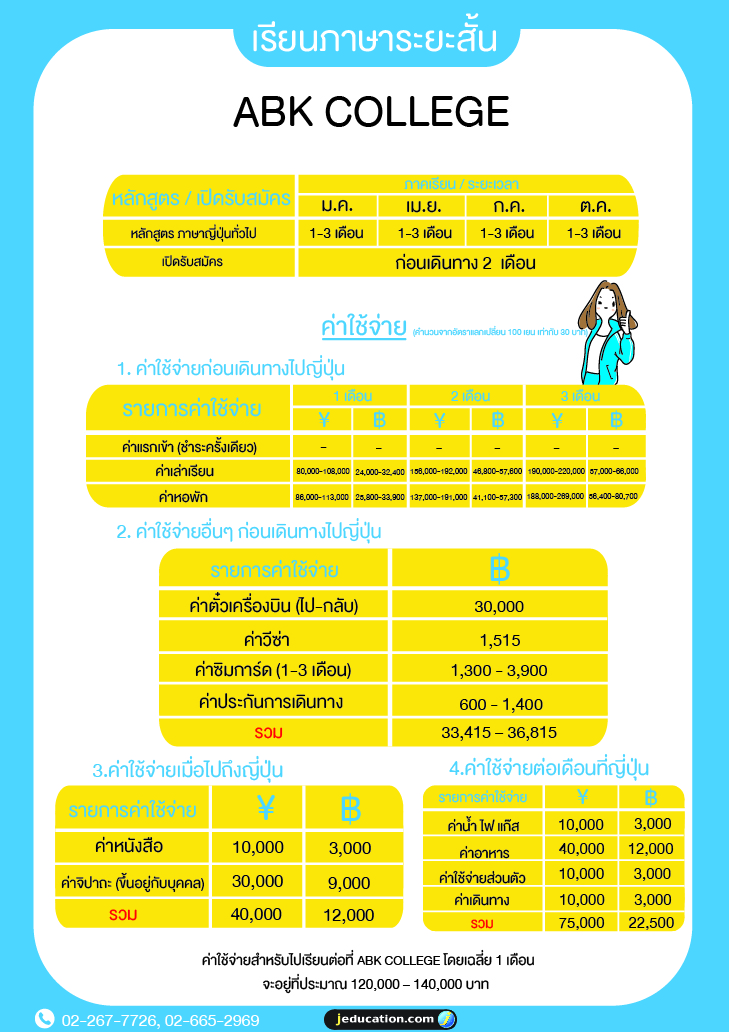 เรียนภาษาระยะสั้น
ABK COLLEGE
หลักสูตร / เปิดรับสมัคร
ภาคเรียน / ระยะเวลา
ม.ค. เม.ย. ก.ค. ต.ค.
หลักสูตร ภาษาญี่ปุ่นทั่วไป 1-3 เดือน 1-3 เดือน 1-3 เดือน 1-3 เดือน
เปิดรับสมัคร ก่อนเดินทาง 2 เดือน
ค่าใช้จ่าย (คำนวนจากอัตราแลกเปลี่ยน 100 เยน เท่ากับ 30 บาท)
1. ค่าใช้จ่ายก่อนเดินทางไปญี่ปุ่น
รายการค่าใช้จ่าย
1 เดือน 2 เดือน 3 เดือน
¥ ฿ ¥ ฿ ¥ ฿
ค่าแรกเข้า (ชำระครั้งเดียว) - - - - - -
ค่าเล่าเรียน 80,000-108,000 24,000-32,400 156,000-192,000 46,800-57,600 190,000-220,000 57,000-66,000
ค่าหอพัก 86,000-113,000 25,800-33,900 137,000-191,000 41,100-57,300 188,000-269,000 56,400-80,700
2. ค่าใช้จ่ายอื่นๆ ก่อนเดินทางไปญี่ปุ่น
รายการค่าใช้จ่าย ฿
ค่าตั๋วเครื่องบิน (ไป-กลับ) 30,000
ค่าวีซ่า 1,515
ค่าซิมการ์ด (1-3 เดือน) 1,300 - 3,900
ค่าประกันการเดินทาง 600 - 1,400
รวม 33,415 – 36,815
3.ค่าใช้จ่ายเมื่อไปถึงญี่ปุ่น
รายการค่าใช้จ่าย ¥ ฿
ค่าหนังสือ 10,000 3,000
ค่าจิปาถะ (ขึ้นอยู่กับบุคคล) 30,000 9,000
รวม 40,000 12,000
4.ค่าใช้จ่ายต่อเดือนที่ญี่ปุ่น
รายการค่าใช้จ่าย ¥ ฿
ค่าน้ำ ไฟ แก๊ส 10,000 3,000
ค่าอาหาร 40,000 12,000
ค่าใช้จ่ายส่วนตัว 10,000 3,000
ค่าเดินทาง 10,000 3,000
รวม 75,000 22,500
ค่าใช้จ่ายสำหรับไปเรียนต่อที่ ABK COLLEGE โดยเฉลี่ย 1 เดือน
จะอยู่ที่ประมาณ 120,000 – 140,000 บาท
02-267-7726, 02-665-2969
jeducation.com